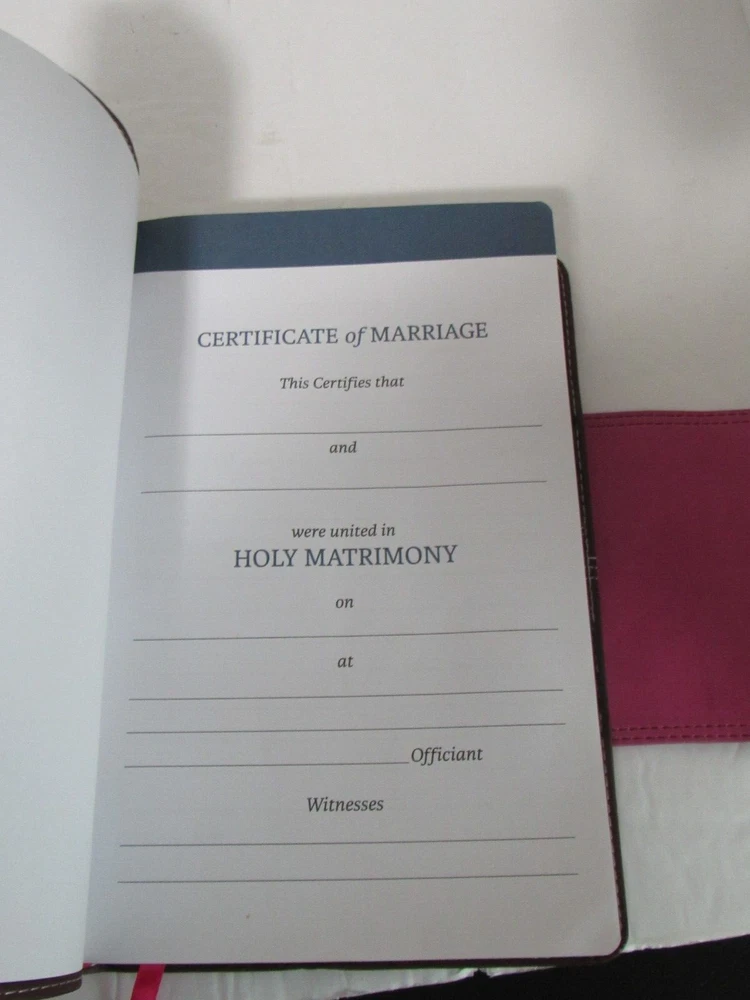 CERTIFICATE of MARRIAGE
This Certifies that
and
were united in
HOLY MATRIMONY
on
at
Officiant
Witnesses